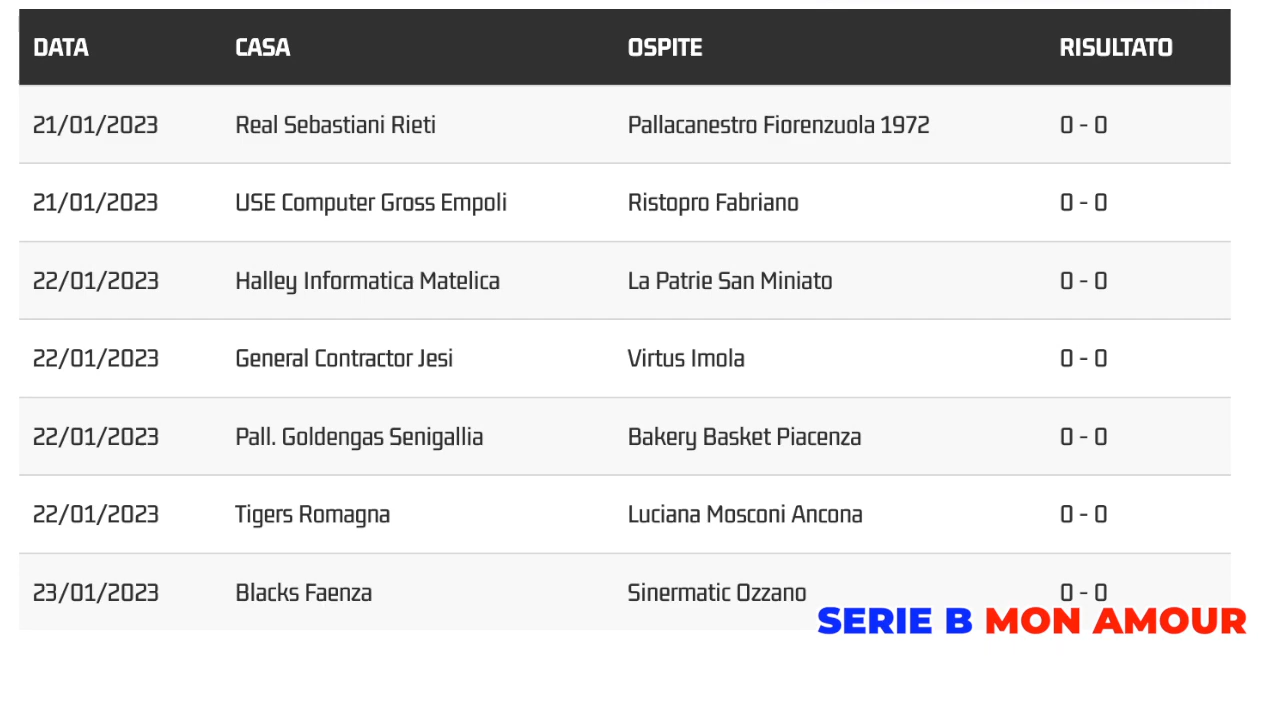 DATA CASA OSPITE RISULTATO
21/01/2023 Real Sebastiani Rieti Pallacanestro Fiorenzuola 1972 0 - 0
21/01/2023 USE Computer Gross Empoli Ristopro Fabriano 0 - 0
22/01/2023 Halley Informatica Matelica La Patrie San Miniato 0 - 0
22/01/2023 General Contractor Jesi Virtus Imola 0 - 0
22/01/2023 Pall. Goldengas Senigallia Bakery Basket Piacenza 0 - 0
22/01/2023 Tigers Romagna Luciana Mosconi Ancona 0 - 0
23/01/2023 Blacks Faenza Sinermatic Ozzano 0 - 0
SERIE B MON AMOUR